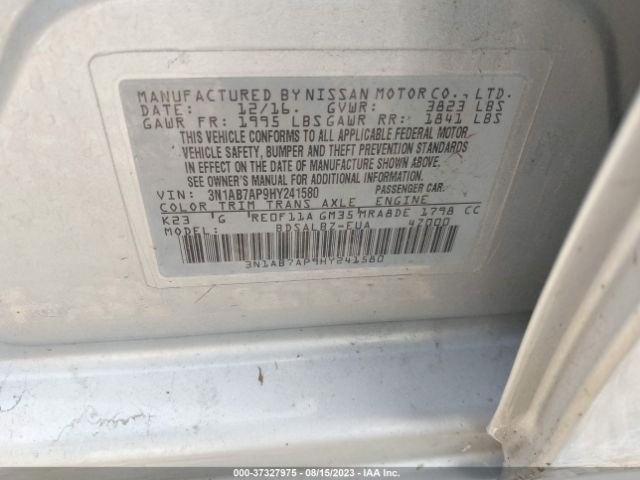 MANUFACTURED BY NISSAN MOTOR CO., LTD.
DATE: 12/16. GVWR: 3823 LBS
GAWR FR: 1995 LBS GAWR RR: 1841 LBS
THIS VEHICLE CONFORMS TO ALL APPLICABLE FEDERAL MOTOR
VEHICLE SAFETY, BUMPER AND THEFT PREVENTION STANDARDS
IN EFFECT ON THE DATE OF MANUFACTURE SHOWN ABOVE.
SEE OWNER'S MANUAL FOR ADDITIONAL INFORMATION.
VIN: 3N1AB7AP9HY241580 PASSENGER CAR.
COLOR TRIM TRANS AXLE ENGINE
K23 'G 'RE0F11A GM35 MRA8DE 1798 CC
MODEL: BDSALBZ-EUA 4Z000
3N1AB7AP9HY241580
000-37327975 - 08/15/2023 - IAA Inc.